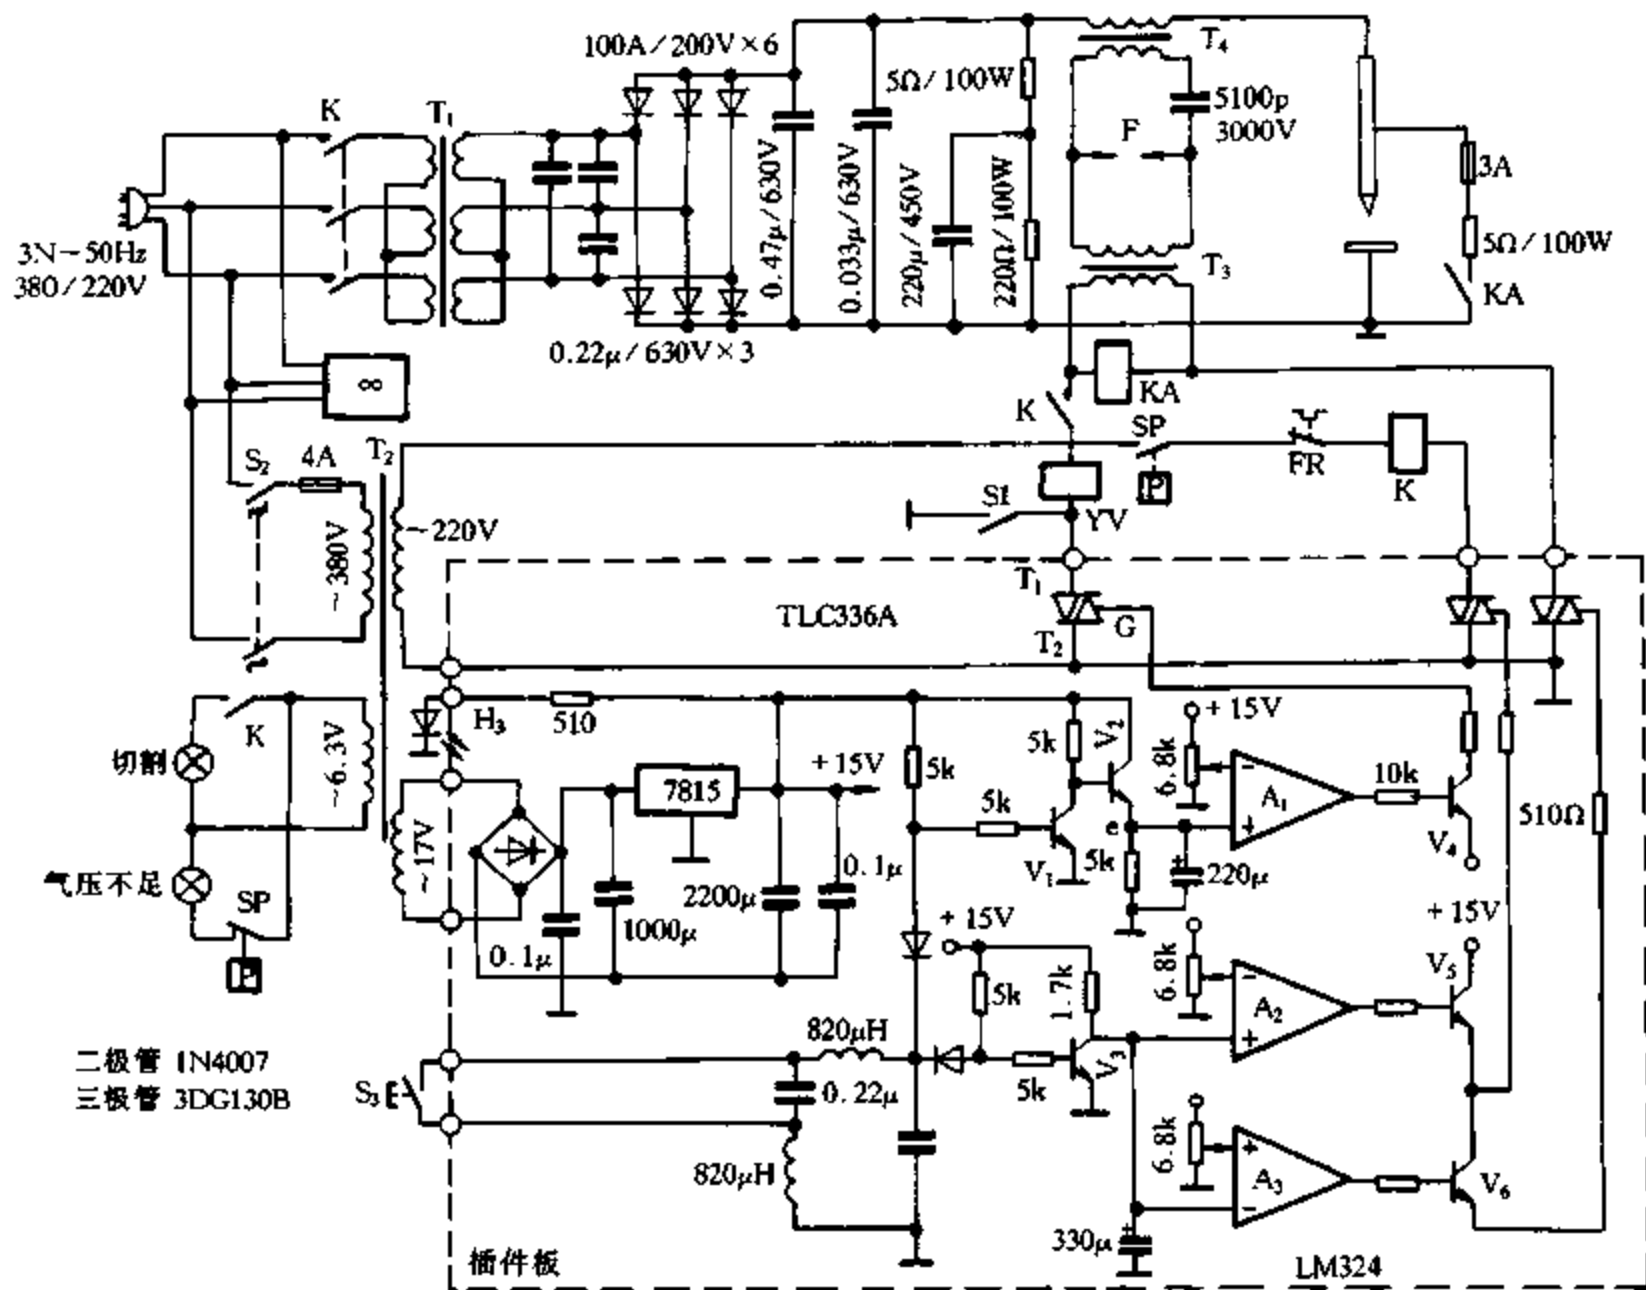 100A/200V×6
K
T₁
3N~50Hz
380/220V
0.22μ/630V×3
0.47μ/630V
0.033μ/630V
220μ/450V
5Ω/100W
220Ω/100W
T₄
5100p
3000V
F
T₃
3A
5Ω/100W
KA
∞
KA
K
SP
P
FR
K
S1
YV
S₂
4A
T₂
~380V
~220V
T₁
TLC336A
T₂
G
H₃
510
K
切割
~6.3V
气压不足
SP
P
~17V
7815
+15V
0.1μ
1000μ
2200μ
0.1μ
5k
5k
5k
V₁
V₂
e
5k
220μ
+15V
6.8k
−
+
A₁
10k
V₄
510Ω
+15V
5k
1.7k
5k
V₃
6.8k
−
+
A₂
+15V
V₅
6.8k
+
−
A₃
V₆
330μ
820μH
0.22μ
820μH
S₃
二极管 1N4007
三极管 3DG130B
插件板
LM324